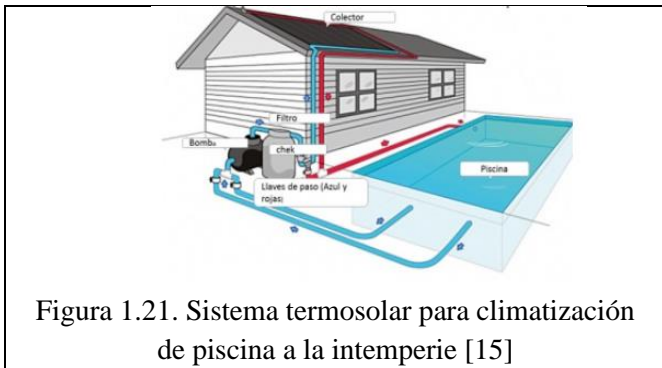 Colector
Filtro
Bomba
chek
Llaves de paso (Azul y
rojas)
Piscina
Figura 1.21. Sistema termosolar para climatización
de piscina a la intemperie [15]